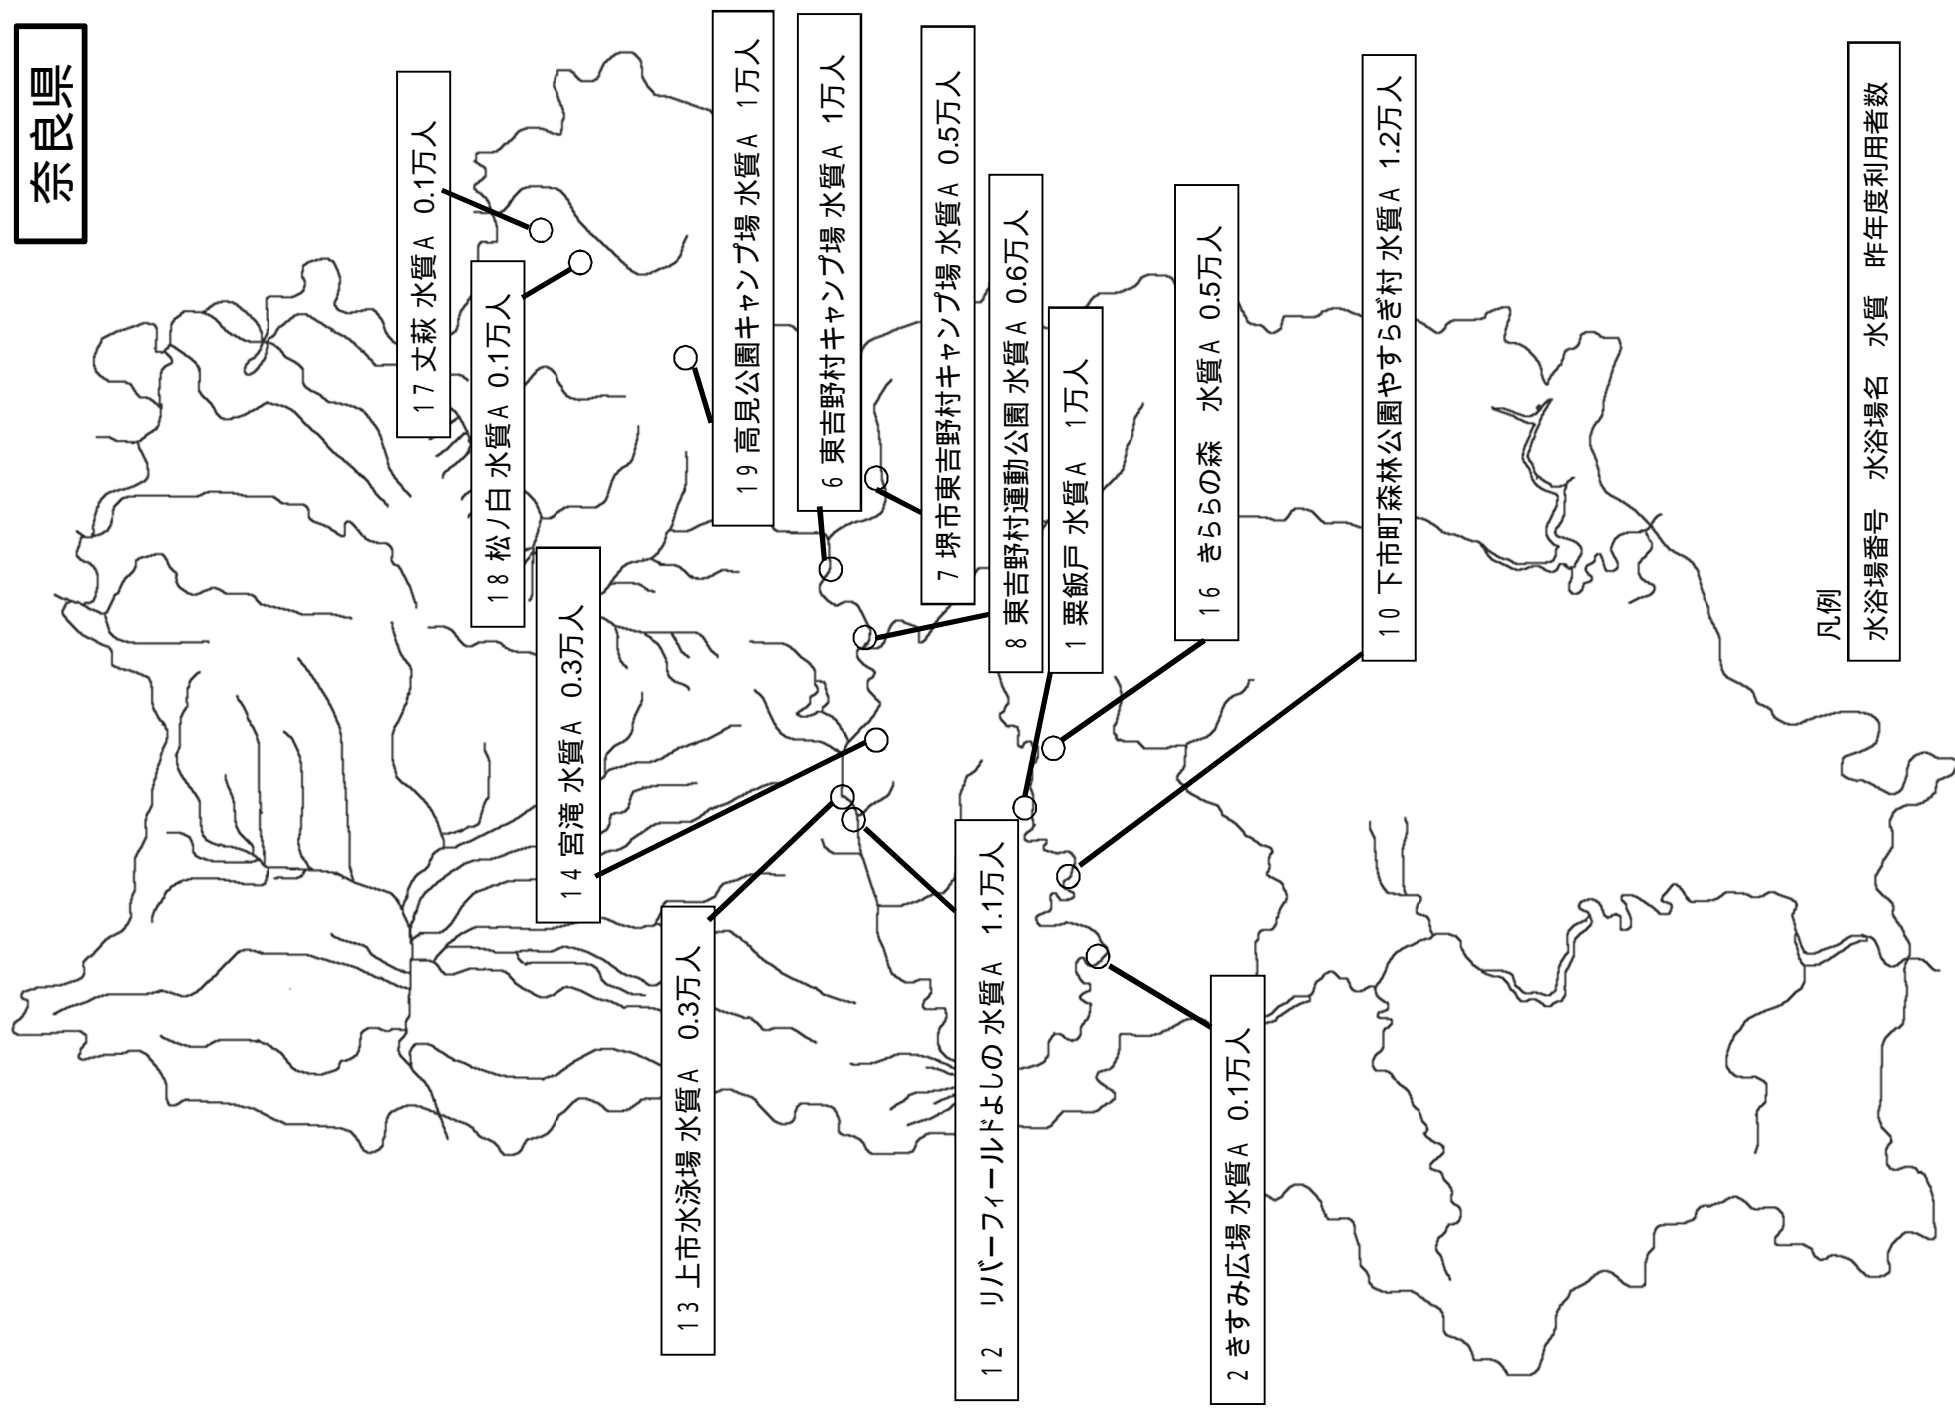 奈良県
17 丈萩 水質A 0.1万人
18 松ノ白 水質A 0.1万人
19 高見公園キャンプ場 水質A 1万人
6 東吉野村キャンプ場 水質A 1万人
7 堺市東吉野村キャンプ場 水質A 0.5万人
8 東吉野村運動公園 水質A 0.6万人
1 粟飯戸 水質A 1万人
16 きららの森 水質A 0.5万人
10 下市町森林公園やすらぎ村 水質A 1.2万人
14 宮滝 水質A 0.3万人
13 上市水泳場 水質A 0.3万人
12 リバーフィールドよしの 水質A 1.1万人
2 きすみ広場 水質A 0.1万人
凡例
水浴場番号 水浴場名 水質 昨年度利用者数